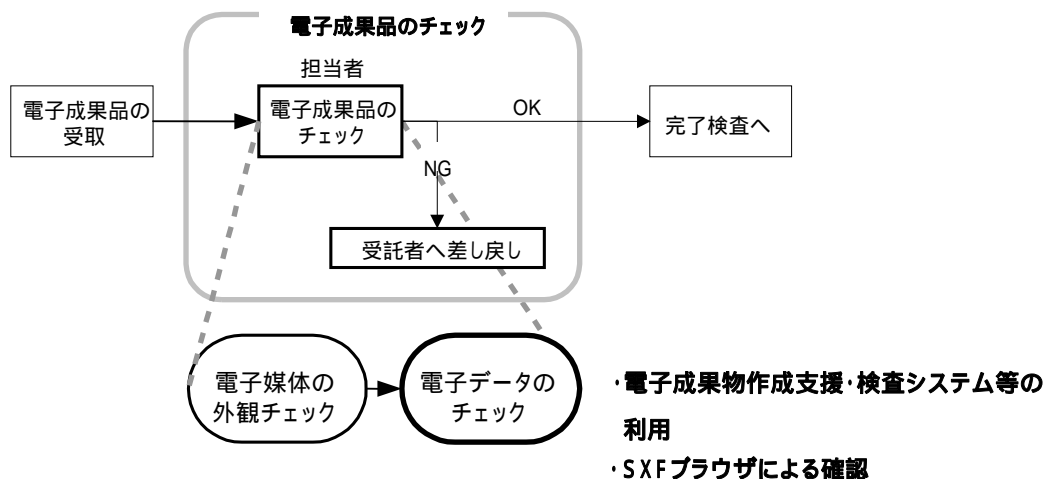 電子成果品のチェック
担当者
電子成果品の
受取
電子成果品の
チェック
OK
完了検査へ
NG
受託者へ差し戻し
電子媒体の
外観チェック
電子データの
チェック
・電子成果物作成支援・検査システム等の
利用
・SXFブラウザによる確認